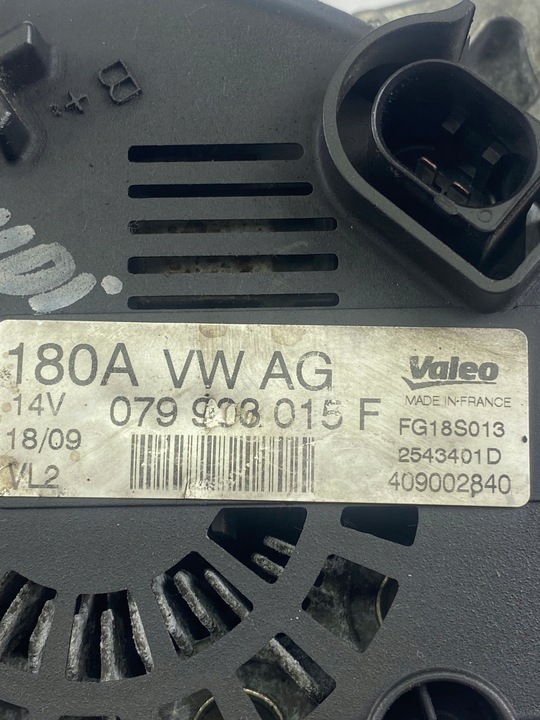 B+
180A VW AG
14V 079 903 015 F
18/09
VL2
Valeo
MADE IN-FRANCE
FG18S013
2543401D
409002840